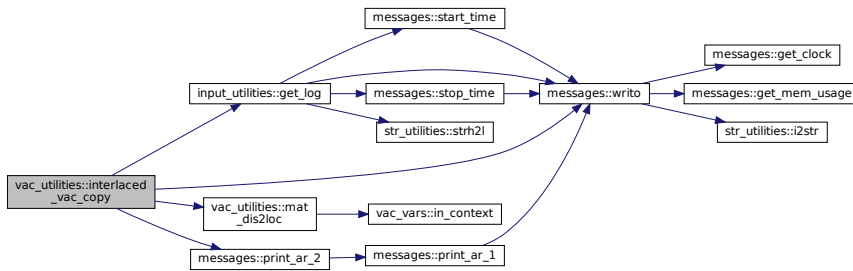 messages::start_time
messages::get_clock
input_utilities::get_log
messages::stop_time
messages::writo
messages::get_mem_usage
str_utilities::strh2l
str_utilities::i2str
vac_utilities::interlaced
_vac_copy
vac_utilities::mat
_dis2loc
vac_vars::in_context
messages::print_ar_2
messages::print_ar_1